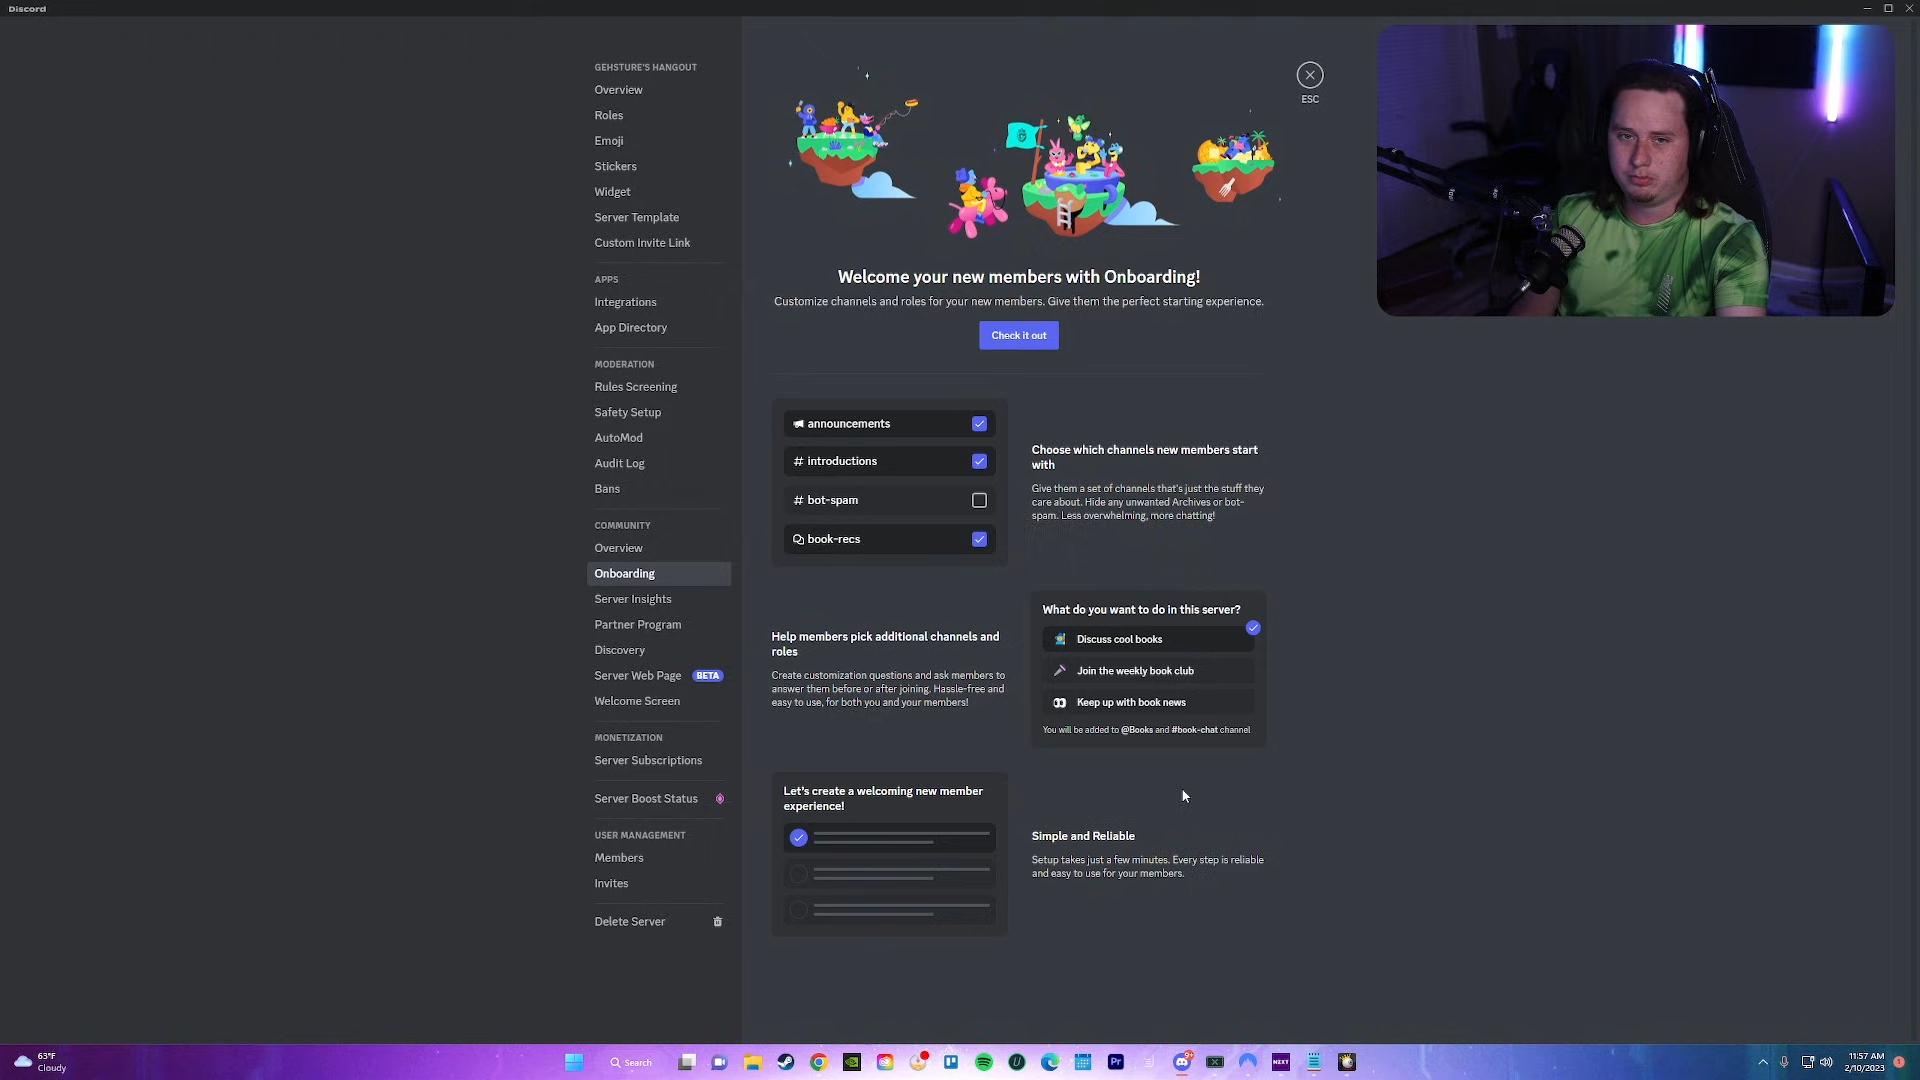 Discord
GEHSTURE'S HANGOUT
Overview
Roles
Emoji
Stickers
Widget
Server Template
Custom Invite Link
APPS
Integrations
App Directory
MODERATION
Rules Screening
Safety Setup
AutoMod
Audit Log
Bans
COMMUNITY
Overview
Onboarding
Server Insights
Partner Program
Discovery
Server Web Page BETA
Welcome Screen
MONETIZATION
Server Subscriptions
Server Boost Status
USER MANAGEMENT
Members
Invites
Delete Server
ESC
Welcome your new members with Onboarding!
Customize channels and roles for your new members. Give them the perfect starting experience.
Check it out
announcements
# introductions
# bot-spam
book-recs
Choose which channels new members start
with
Give them a set of channels that's just the stuff they
care about. Hide any unwanted Archives or bot-
spam. Less overwhelming, more chatting!
Help members pick additional channels and
roles
Create customization questions and ask members to
answer them before or after joining. Hassle-free and
easy to use, for both you and your members!
What do you want to do in this server?
Discuss cool books
Join the weekly book club
Keep up with book news
You will be added to @Books and #book-chat channel
Let's create a welcoming new member
experience!
Simple and Reliable
Setup takes just a few minutes. Every step is reliable
and easy to use for your members.
63°F
Cloudy
Search
Pr
NZXT
11:57 AM
2/10/2023
1